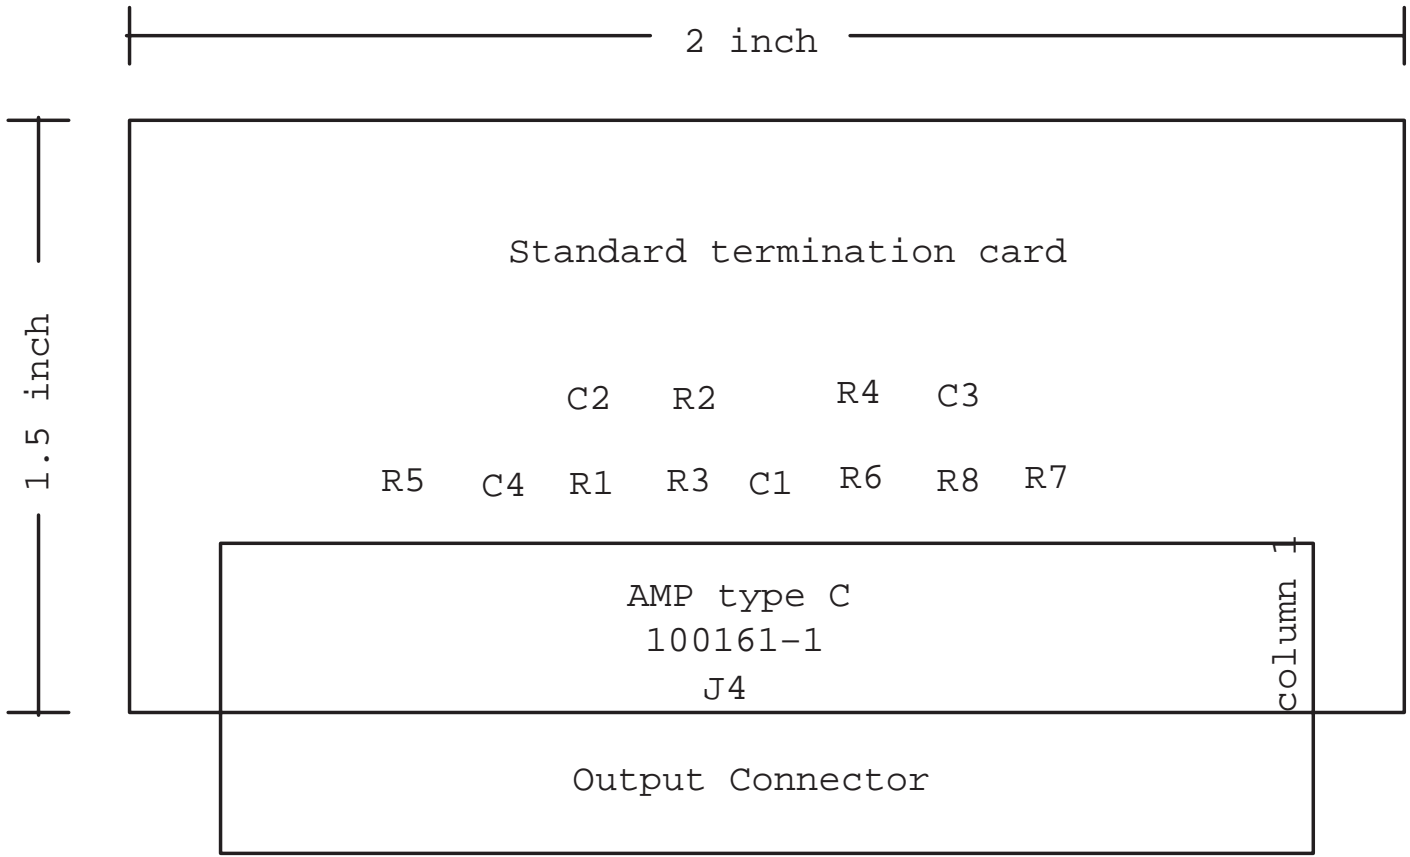 2 inch
Standard termination card
1.5 inch
C2 R2 R4 C3
R5 C4 R1 R3 C1 R6 R8 R7
AMP type C
100161-1
J4
column 1
Output Connector